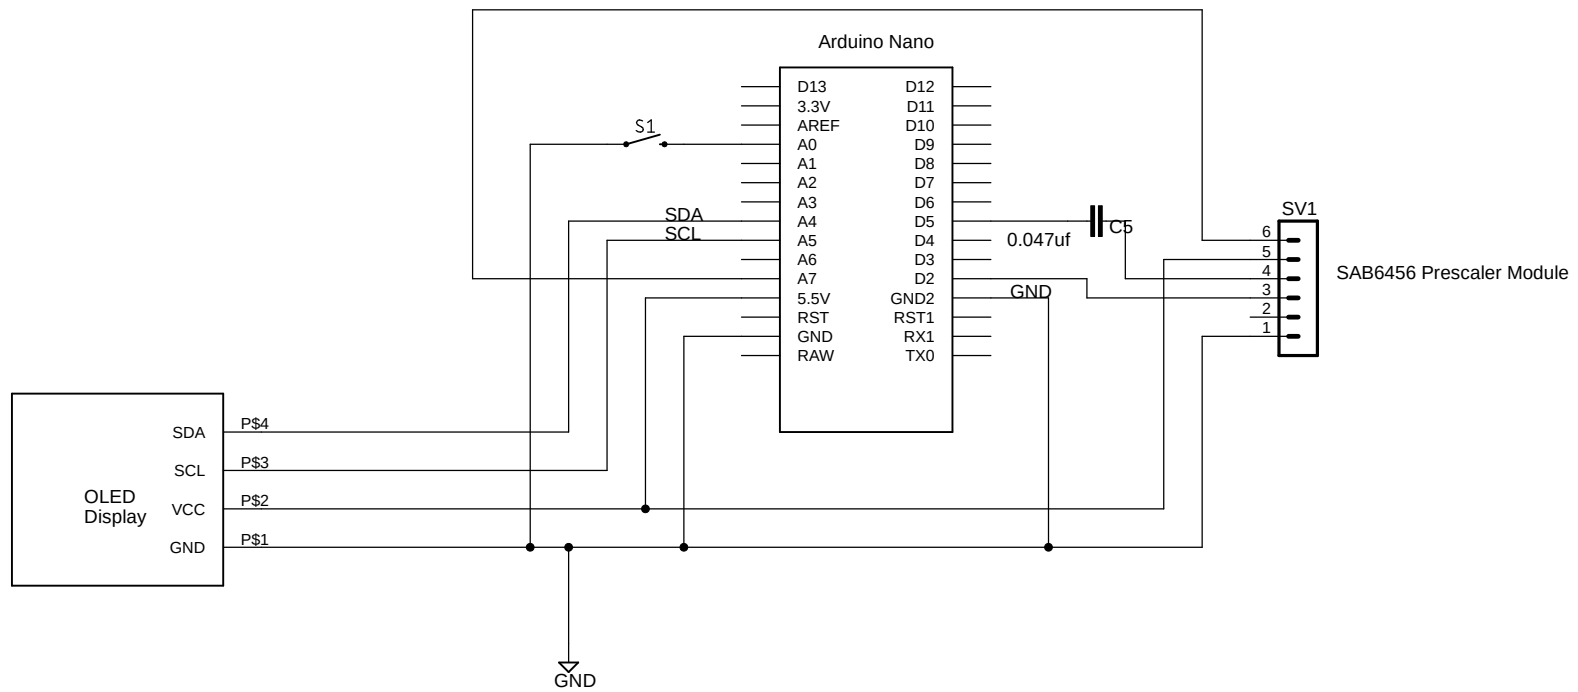 Arduino Nano
D13 D12
3.3V D11
AREF D10
S1
A0 D9
A1 D8
A2 D7
A3 D6
SDA A4 D5 C5
SCL A5 D4 0.047uf
A6 D3
A7 D2
5.5V GND2 GND
RST RST1
GND RX1
RAW TX0
SV1
6
5
4
3
2
1
SAB6456 Prescaler Module
SDA P$4
SCL P$3
OLED
Display
VCC P$2
GND P$1
GND